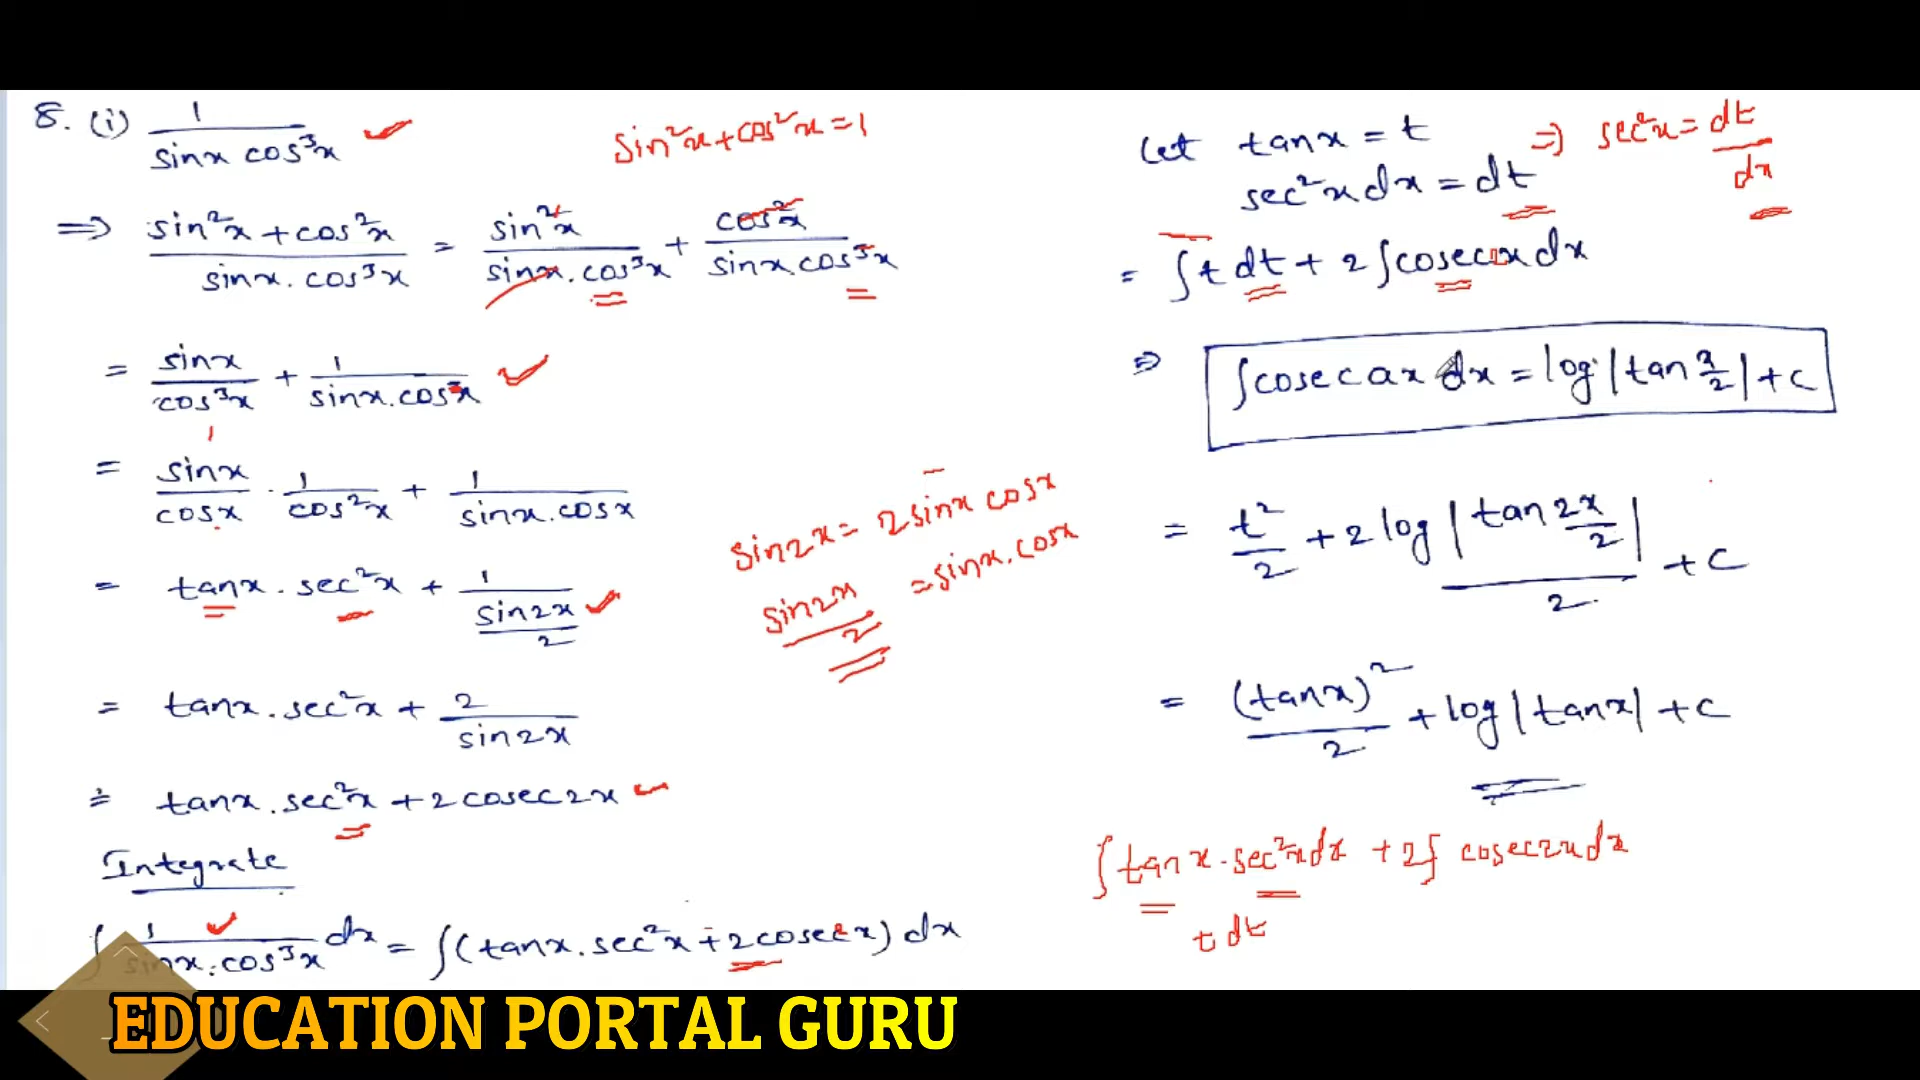 8. (i) 1/(sinx cos³x)
sin²x + cos²x = 1
⇒ (sin²x + cos²x)/(sinx. cos³x) = sin²x/(sinx. cos³x) + cos²x/(sinx. cos³x)
= sinx/cos³x + 1/(sinx. cosx)
= sinx/cosx · 1/cos²x + 1/(sinx. cosx)
sin2x = 2 sinx cosx
sin2x/2 = sinx. cosx
= tanx. sec²x + 1/(sin2x/2)
= tanx. sec²x + 2/sin2x
= tanx. sec²x + 2cosec2x
Integrate
∫ 1/(sinx. cos³x) dx = ∫(tanx. sec²x + 2cosec2x) dx
Let tanx = t ⇒ sec²x = dt/dx
sec²x dx = dt
= ∫ t dt + 2 ∫cosec2x dx
⇒ ∫cosec ax dx = log |tan x/2| + c
= t²/2 + 2 log |tan 2x/2|/2 + c
= (tanx)²/2 + log |tanx| + c
∫tanx. sec²x dx + 2∫ cosec2x dx
t dt
EDUCATION PORTAL GURU